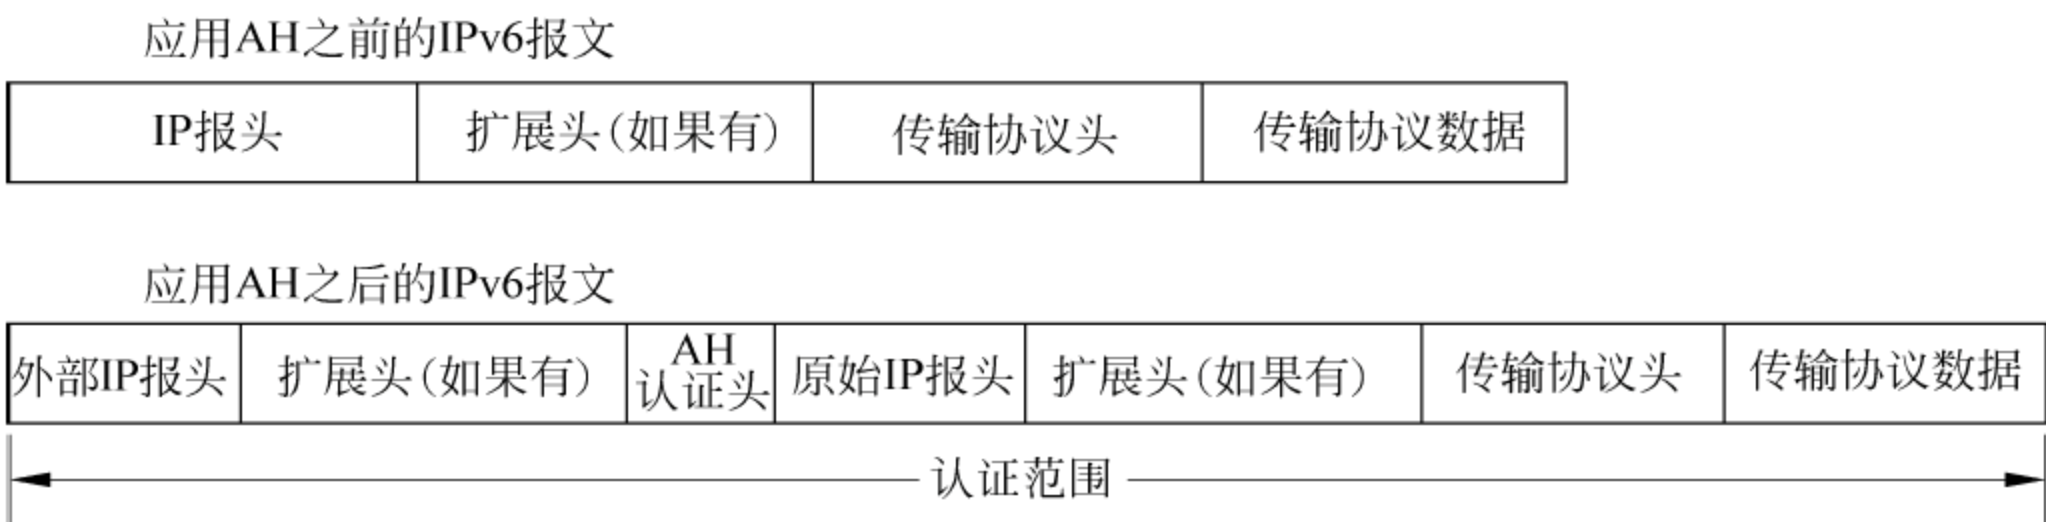 应用AH之前的IPv6报文
IP报头 扩展头(如果有) 传输协议头 传输协议数据
应用AH之后的IPv6报文
外部IP报头 扩展头(如果有) AH认证头 原始IP报头 扩展头(如果有) 传输协议头 传输协议数据
认证范围